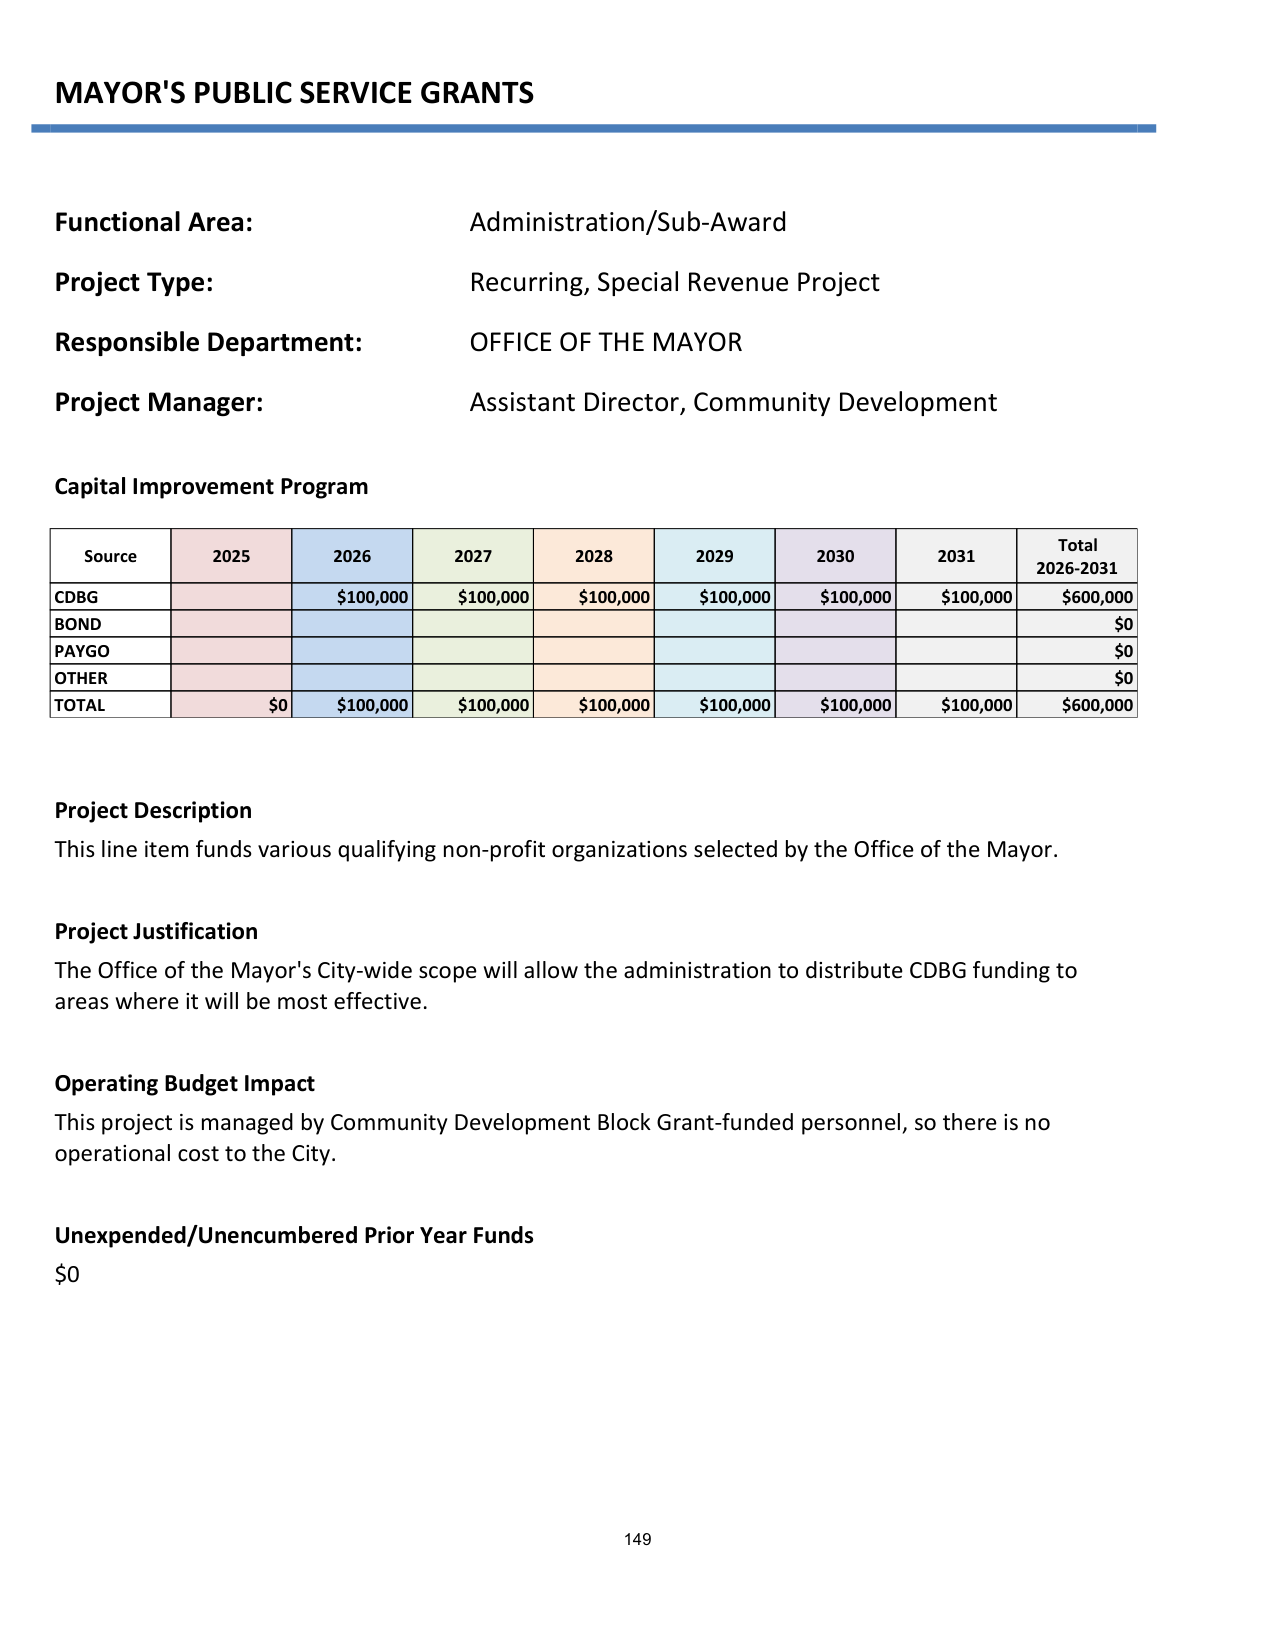 MAYOR'S PUBLIC SERVICE GRANTS
Functional Area: Administration/Sub-Award
Project Type: Recurring, Special Revenue Project
Responsible Department: OFFICE OF THE MAYOR
Project Manager: Assistant Director, Community Development
Capital Improvement Program
Source 2025 2026 2027 2028 2029 2030 2031 Total 2026-2031
CDBG $100,000 $100,000 $100,000 $100,000 $100,000 $100,000 $600,000
BOND $0
PAYGO $0
OTHER $0
TOTAL $0 $100,000 $100,000 $100,000 $100,000 $100,000 $100,000 $600,000
Project Description
This line item funds various qualifying non-profit organizations selected by the Office of the Mayor.
Project Justification
The Office of the Mayor's City-wide scope will allow the administration to distribute CDBG funding to
areas where it will be most effective.
Operating Budget Impact
This project is managed by Community Development Block Grant-funded personnel, so there is no
operational cost to the City.
Unexpended/Unencumbered Prior Year Funds
$0
149